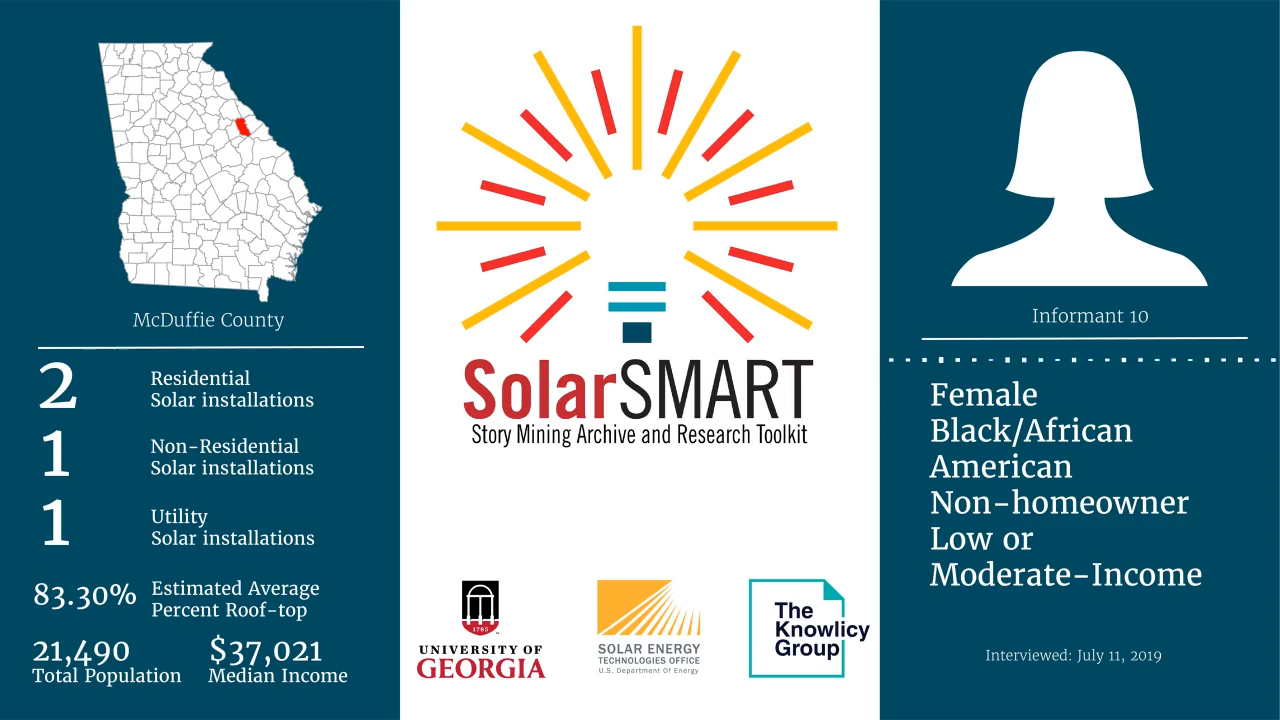 McDuffie County
2
Residential
Solar installations
1
Non-Residential
Solar installations
1
Utility
Solar installations
83.30%
Estimated Average
Percent Roof-top
21,490
Total Population
$37,021
Median Income
SolarSMART
Story Mining Archive and Research Toolkit
1785
UNIVERSITY OF
GEORGIA
SOLAR ENERGY
TECHNOLOGIES OFFICE
U.S. Department Of Energy
The
Knowlicy
Group
Informant 10
Female
Black/African
American
Non-homeowner
Low or
Moderate-Income
Interviewed: July 11, 2019